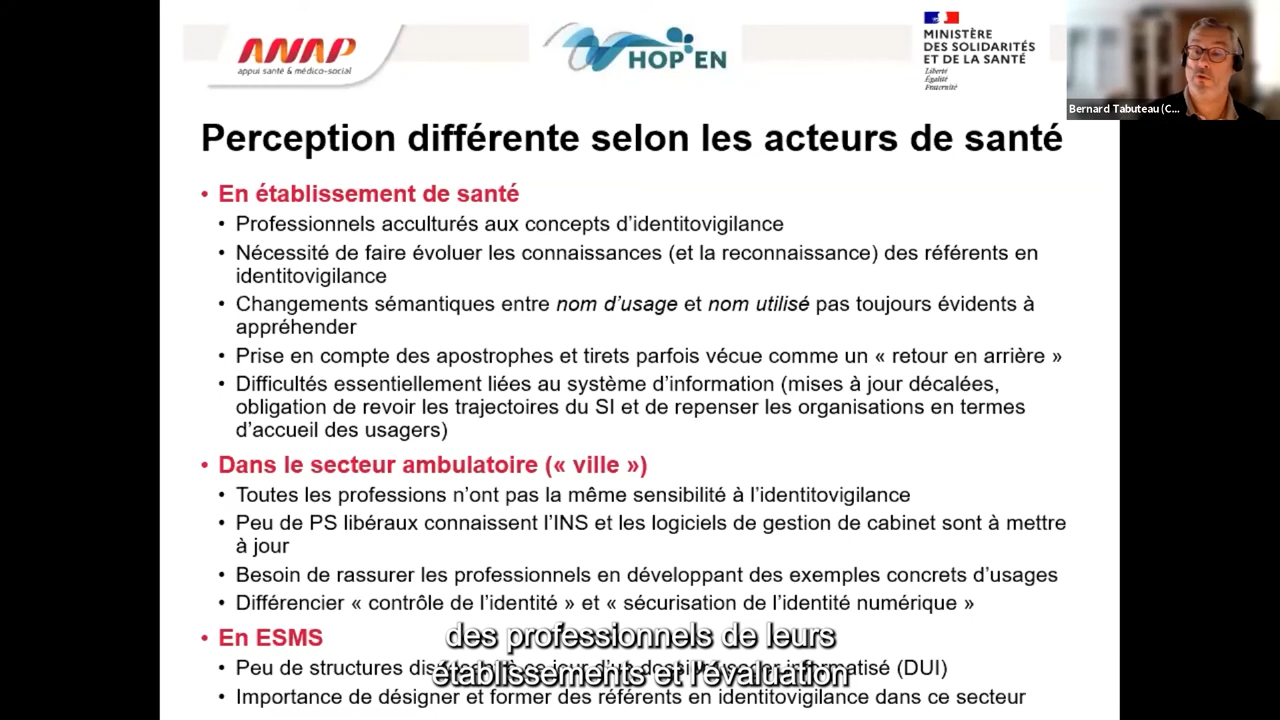 ANAP
appui santé & médico-social
HOP'EN
MINISTÈRE
DES SOLIDARITÉS
ET DE LA SANTÉ
Liberté
Égalité
Fraternité
Bernard Tabuteau (C...
Perception différente selon les acteurs de santé
• En établissement de santé
• Professionnels acculturés aux concepts d’identitovigilance
• Nécessité de faire évoluer les connaissances (et la reconnaissance) des référents en
identitovigilance
• Changements sémantiques entre nom d’usage et nom utilisé pas toujours évidents à
appréhender
• Prise en compte des apostrophes et tirets parfois vécue comme un « retour en arrière »
• Difficultés essentiellement liées au système d’information (mises à jour décalées,
obligation de revoir les trajectoires du SI et de repenser les organisations en termes
d’accueil des usagers)
• Dans le secteur ambulatoire (« ville »)
• Toutes les professions n’ont pas la même sensibilité à l’identitovigilance
• Peu de PS libéraux connaissent l’INS et les logiciels de gestion de cabinet sont à mettre
à jour
• Besoin de rassurer les professionnels en développant des exemples concrets d’usages
• Différencier « contrôle de l’identité » et « sécurisation de l’identité numérique »
• En ESMS
des professionnels de leurs
• Peu de structures (DUI)
établissements et l'évaluation
• Importance de désigner et former des référents en identitovigilance dans ce secteur